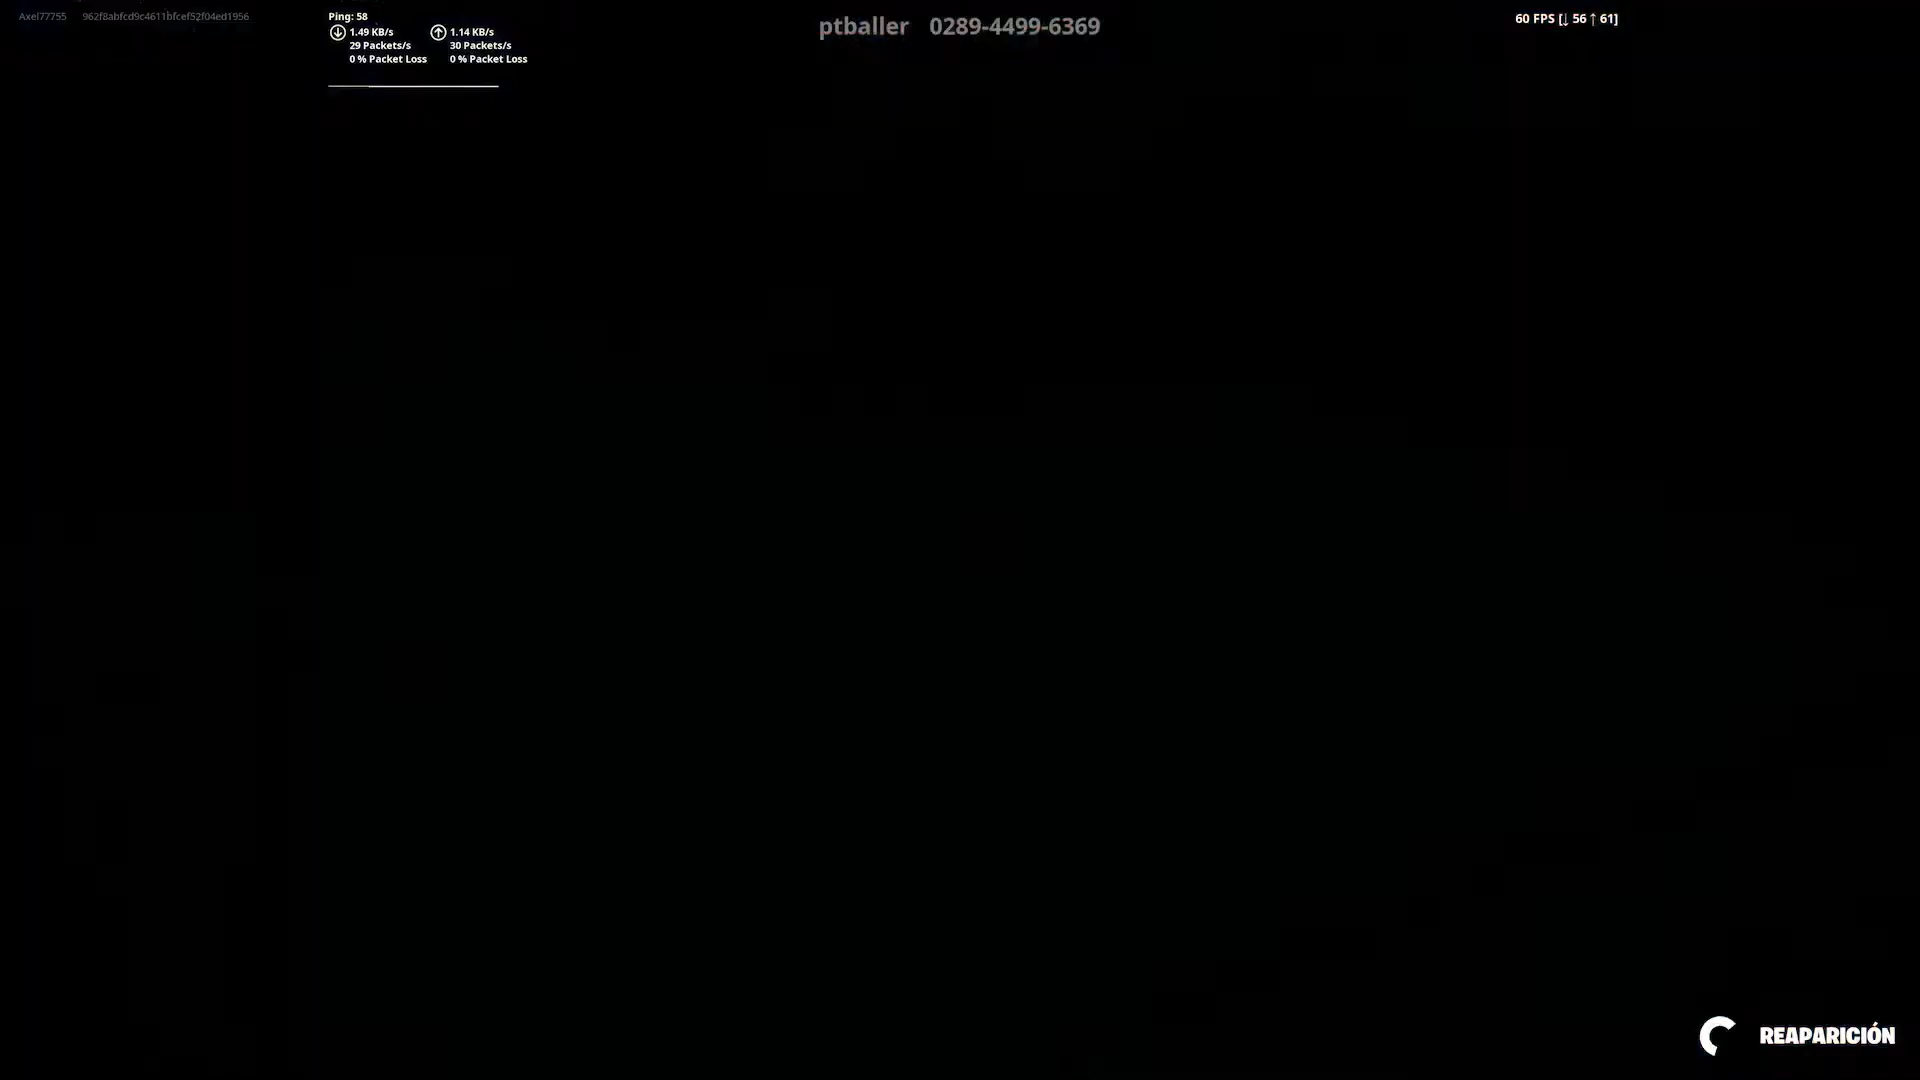 Axel77755 962f8abfcd9c4611bfcef52f04ed1956
Ping: 58
1.49 KB/s 1.14 KB/s
29 Packets/s 30 Packets/s
0 % Packet Loss 0 % Packet Loss
ptballer 0289-4499-6369
60 FPS [↓ 56 ↑ 61]
REAPARICIÓN